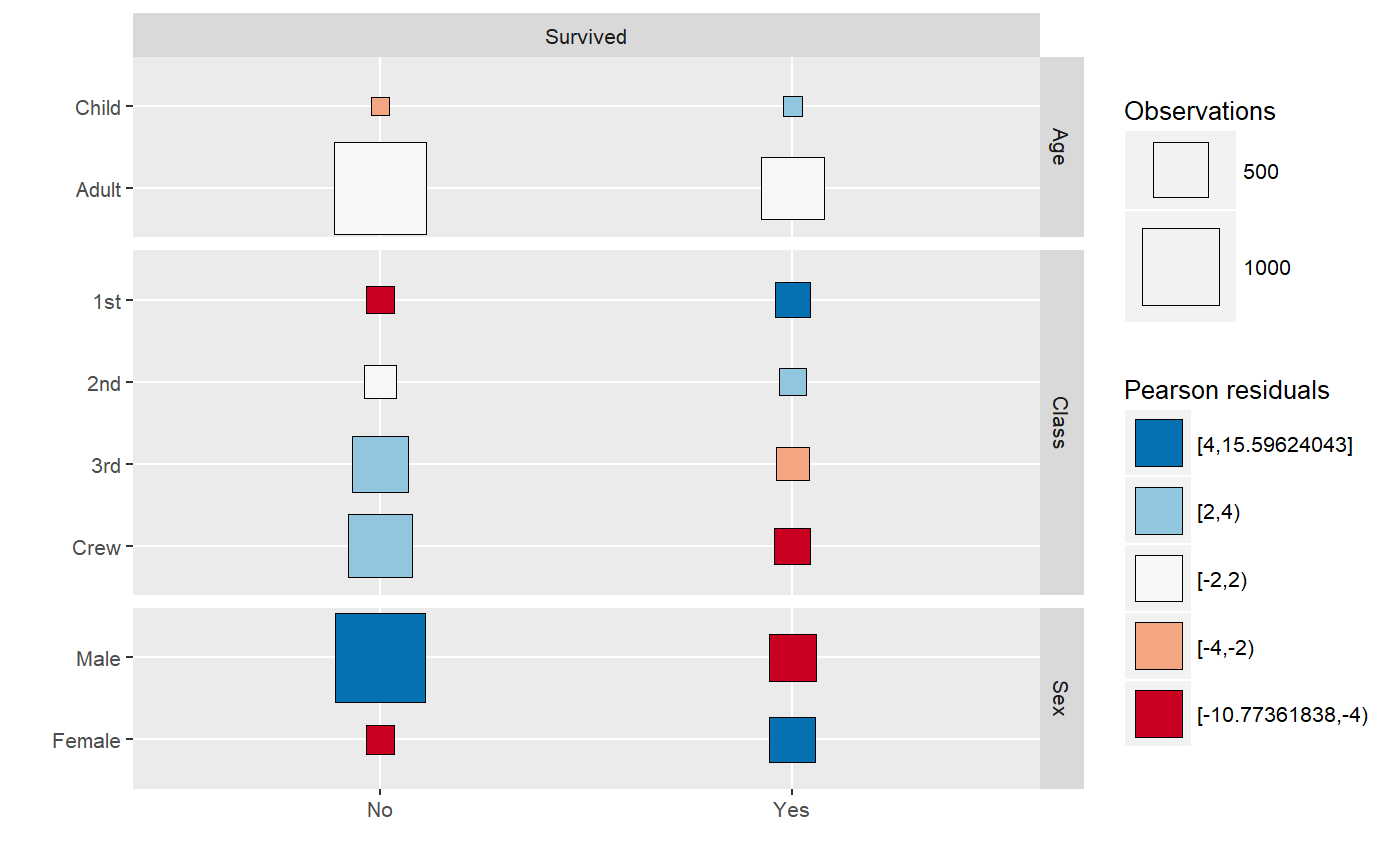 Survived
Child
Adult
Age
1st
2nd
3rd
Crew
Class
Male
Female
Sex
No
Yes
Observations
500
1000
Pearson residuals
[4,15.59624043]
[2,4)
[-2,2)
[-4,-2)
[-10.77361838,-4)